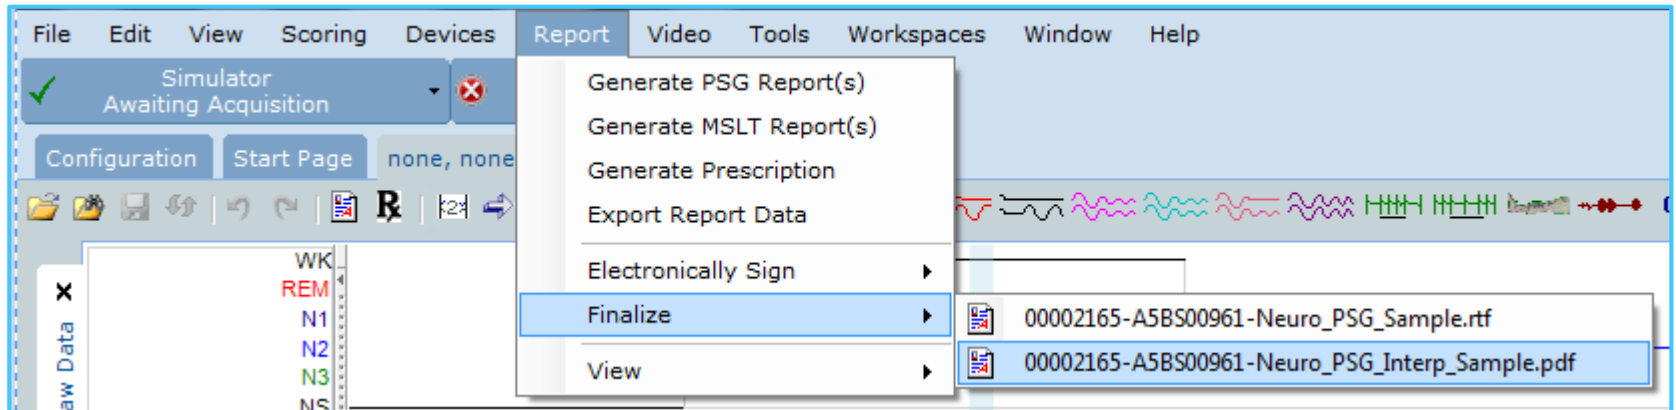 File Edit View Scoring Devices Report Video Tools Workspaces Window Help
Simulator
Awaiting Acquisition
Configuration Start Page none, none
Generate PSG Report(s)
Generate MSLT Report(s)
Generate Prescription
Export Report Data
Electronically Sign
Finalize
View
00002165-A5BS00961-Neuro_PSG_Sample.rtf
00002165-A5BS00961-Neuro_PSG_Interp_Sample.pdf
WK
REM
N1
N2
N3
NS
aw Data